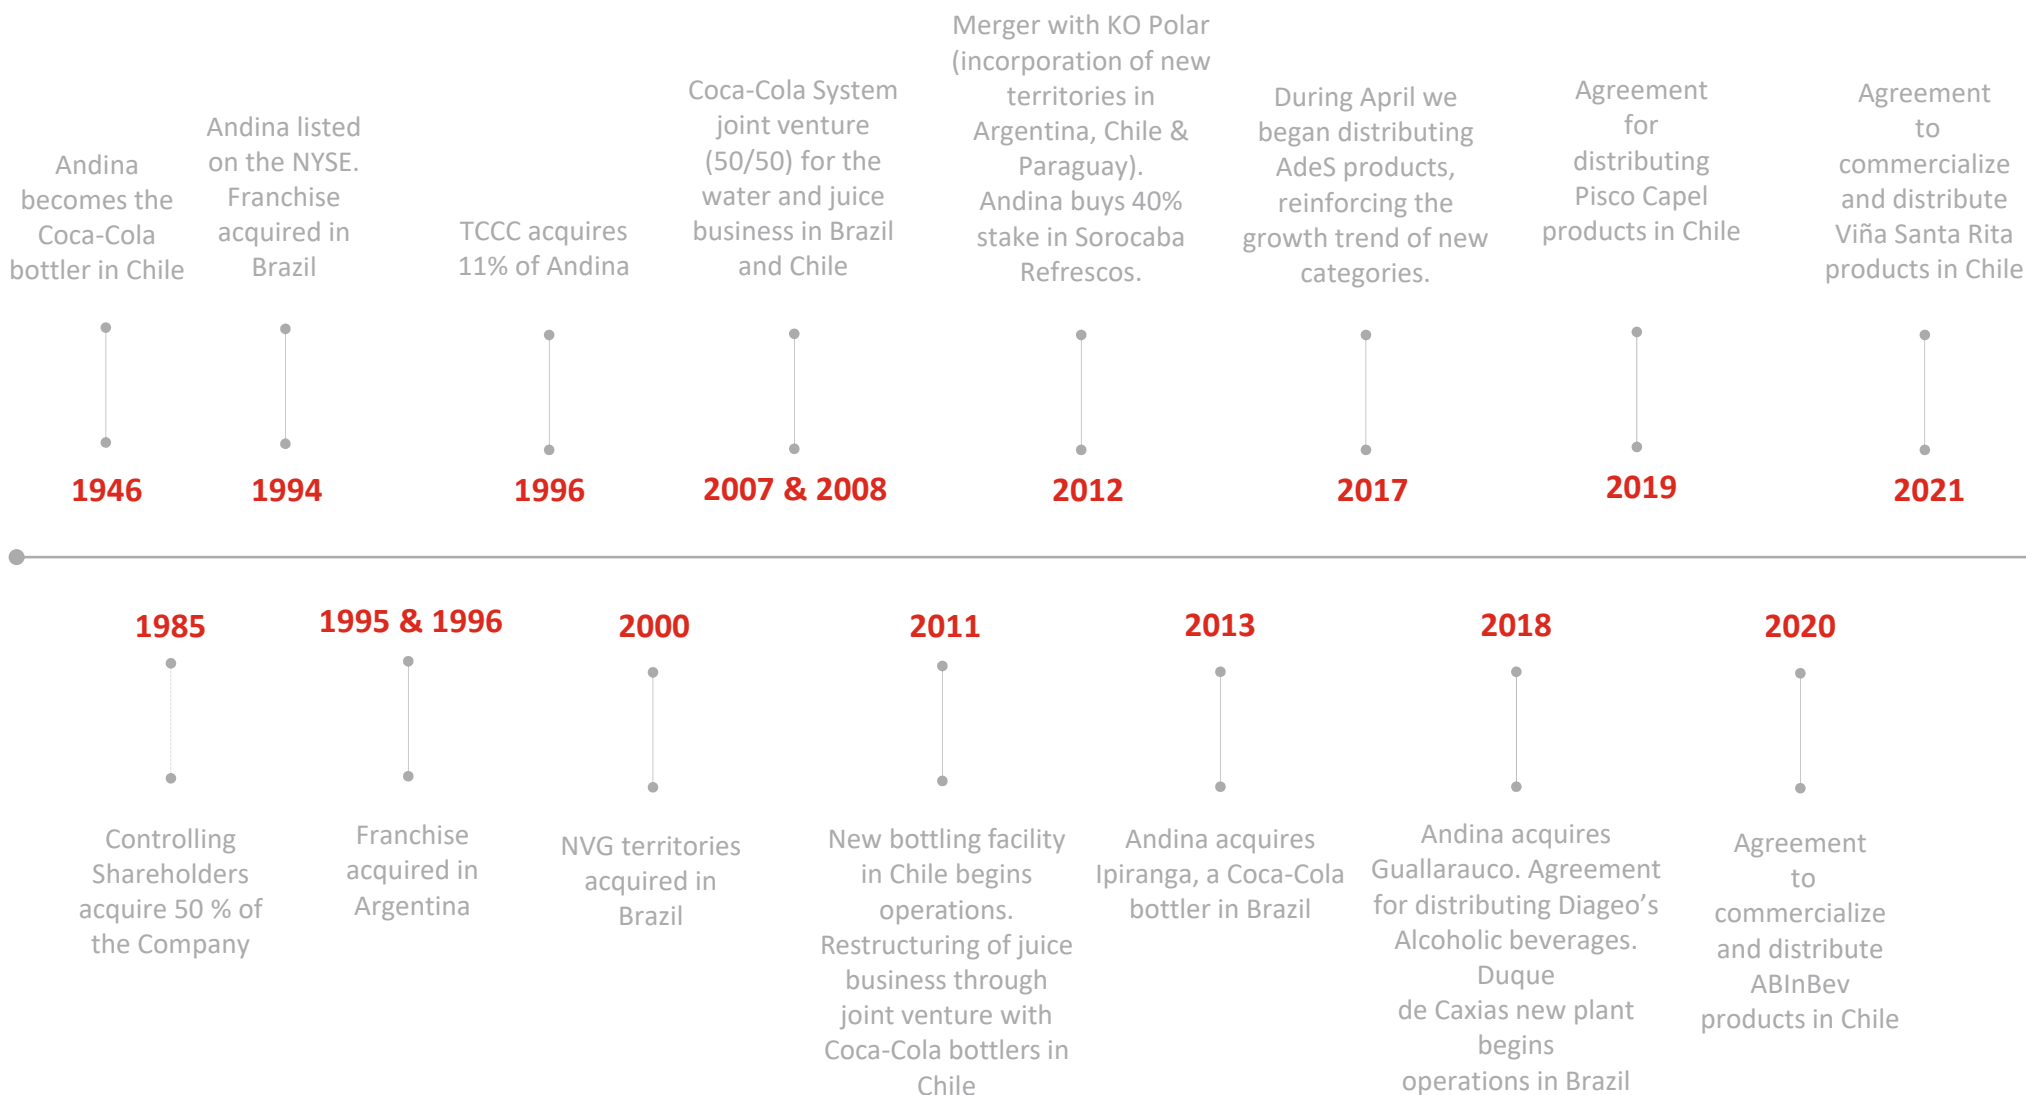 Andina
becomes the
Coca-Cola
bottler in Chile
1946
Andina listed
on the NYSE.
Franchise
acquired in
Brazil
1994
TCCC acquires
11% of Andina
1996
Coca-Cola System
joint venture
(50/50) for the
water and juice
business in Brazil
and Chile
2007 & 2008
Merger with KO Polar
(incorporation of new
territories in
Argentina, Chile &
Paraguay).
Andina buys 40%
stake in Sorocaba
Refrescos.
2012
During April we
began distributing
AdeS products,
reinforcing the
growth trend of new
categories.
2017
Agreement
for
distributing
Pisco Capel
products in Chile
2019
Agreement
to
commercialize
and distribute
Viña Santa Rita
products in Chile
2021
1985
Controlling
Shareholders
acquire 50 % of
the Company
1995 & 1996
Franchise
acquired in
Argentina
2000
NVG territories
acquired in
Brazil
2011
New bottling facility
in Chile begins
operations.
Restructuring of juice
business through
joint venture with
Coca-Cola bottlers in
Chile
2013
Andina acquires
Ipiranga, a Coca-Col
bottler in Brazil
2018
Andina acquires
Guallarauco. Agreement
for distributing Diageo’s
Alcoholic beverages.
Duque
de Caxias new plant
begins
operations in Brazil
2020
Agreement
to
commercialize
and distribute
ABInBev
products in Chile